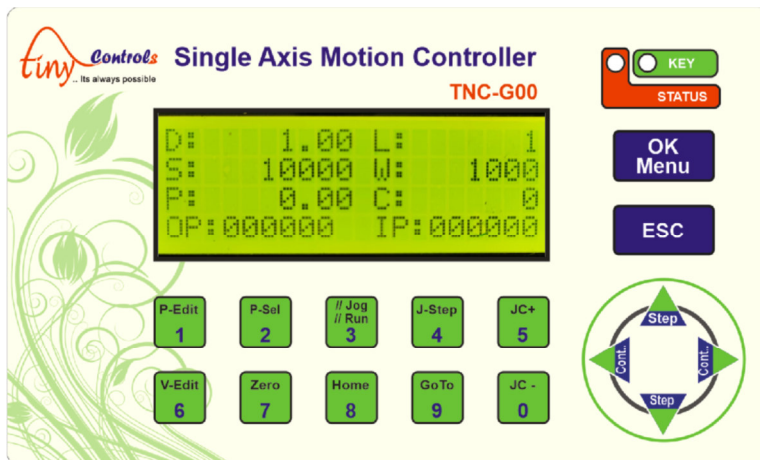 tiny Controls
.. Its always possible
Single Axis Motion Controller
TNC-G00
KEY
STATUS
D: 1.00 L: 1
S: 10000 W: 1000
P: 0.00 C: 0
OP:000000 IP:000000
OK
Menu
ESC
P-Edit
1
P-Sel
2
// Jog
// Run
3
J-Step
4
JC+
5
V-Edit
6
Zero
7
Home
8
GoTo
9
JC -
0
Step
Cont..
Cont..
Step